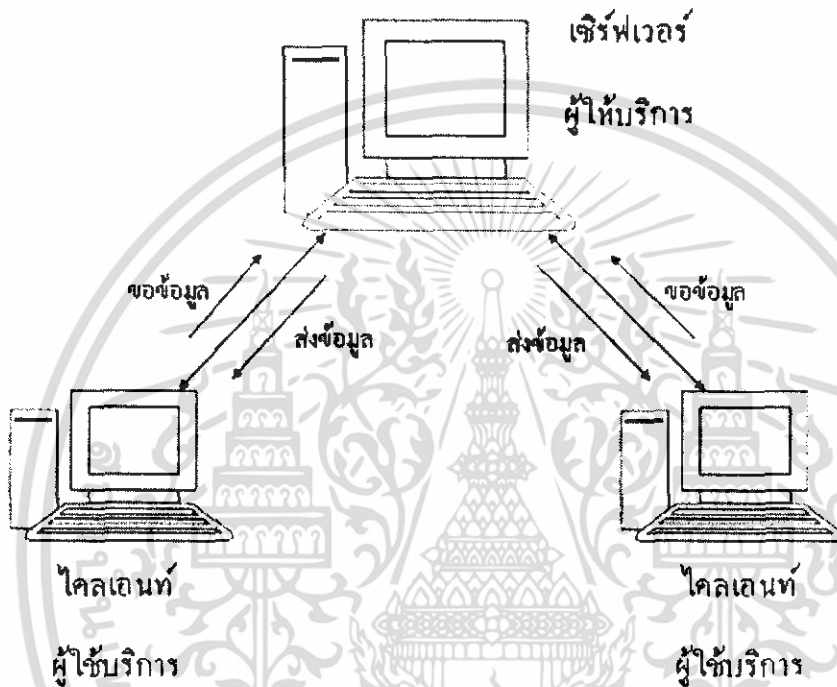 เซิร์ฟเวอร์
ผู้ให้บริการ
ขอข้อมูล
ส่งข้อมูล
ส่งข้อมูล
ขอข้อมูล
ไคลเอนท์
ไคลเอนท์
ผู้ใช้บริการ
ผู้ใช้บริการ